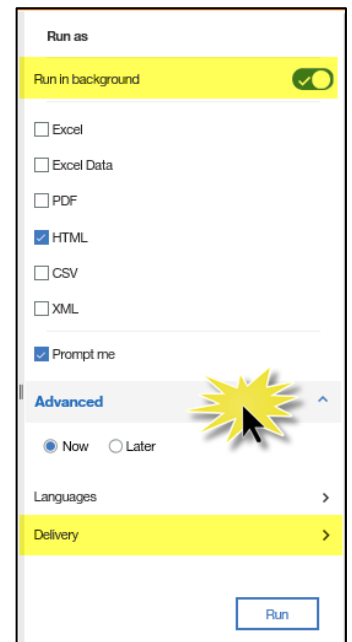 Run as
Run in background
Excel
Excel Data
PDF
HTML
CSV
XML
Prompt me
Advanced
Now Later
Languages
Delivery
Run